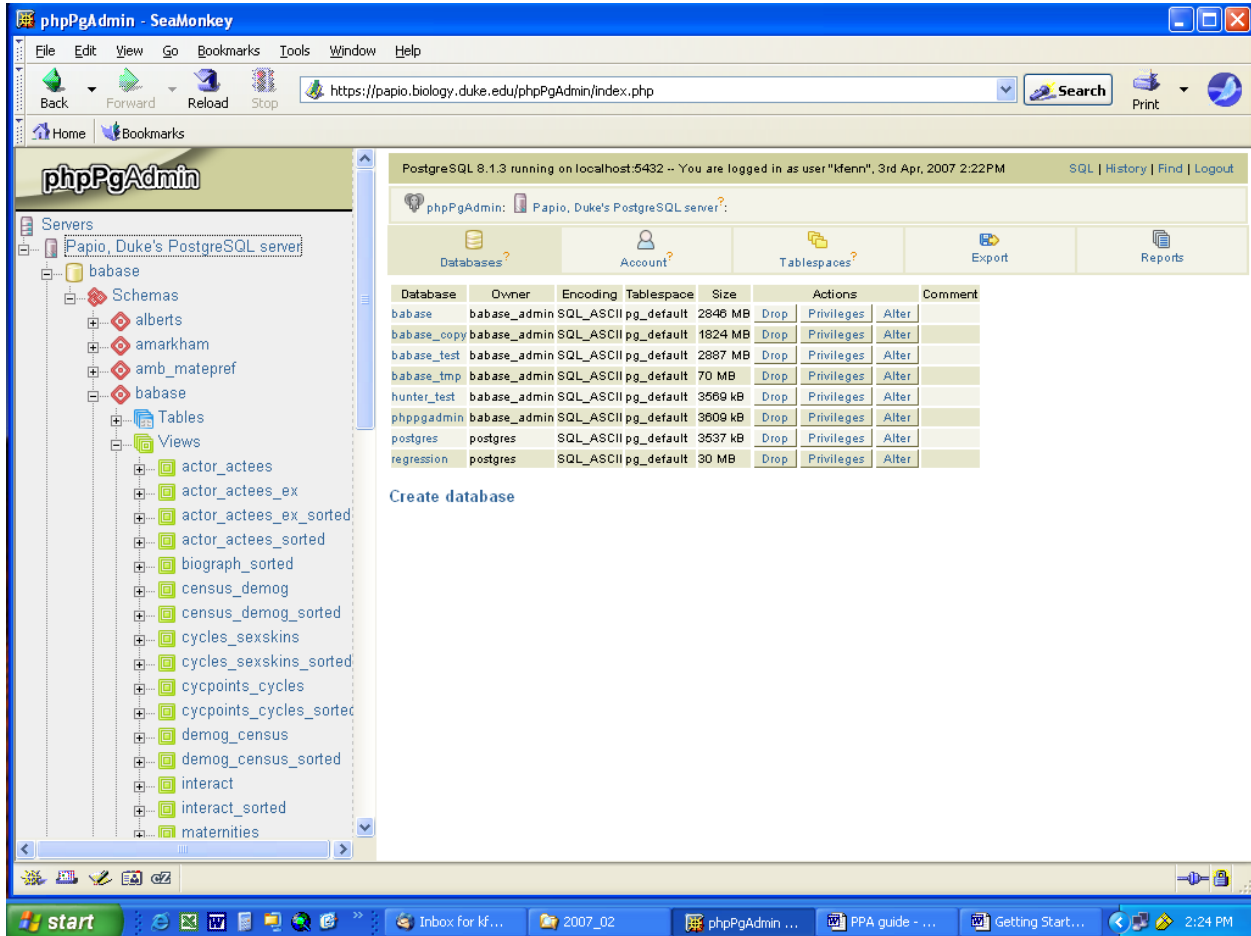 phpPgAdmin - SeaMonkey
File Edit View Go Bookmarks Tools Window Help
Back Forward Reload Stop https://papio.biology.duke.edu/phpPgAdmin/index.php Search Print
Home Bookmarks
phpPgAdmin
Servers
Papio, Duke's PostgreSQL server
babase
Schemas
alberts
amarkham
amb_matepref
babase
Tables
Views
actor_actees
actor_actees_ex
actor_actees_ex_sorted
actor_actees_sorted
biograph_sorted
census_demog
census_demog_sorted
cycles_sexskins
cycles_sexskins_sorted
cycpoints_cycles
cycpoints_cycles_sorted
demog_census
demog_census_sorted
interact
interact_sorted
maternities
PostgreSQL 8.1.3 running on localhost:5432 -- You are logged in as user "kfenn", 3rd Apr, 2007 2:22PM SQL | History | Find | Logout
phpPgAdmin: Papio, Duke's PostgreSQL server?:
Databases? Account? Tablespaces? Export Reports
Database Owner Encoding Tablespace Size Actions Comment
babase babase_admin SQL_ASCII pg_default 2846 MB Drop Privileges Alter
babase_copy babase_admin SQL_ASCII pg_default 1824 MB Drop Privileges Alter
babase_test babase_admin SQL_ASCII pg_default 2887 MB Drop Privileges Alter
babase_tmp babase_admin SQL_ASCII pg_default 70 MB Drop Privileges Alter
hunter_test babase_admin SQL_ASCII pg_default 3569 kB Drop Privileges Alter
phppgadmin babase_admin SQL_ASCII pg_default 3609 kB Drop Privileges Alter
postgres postgres SQL_ASCII pg_default 3537 kB Drop Privileges Alter
regression postgres SQL_ASCII pg_default 30 MB Drop Privileges Alter
Create database
start Inbox for kf... 2007_02 phpPgAdmin ... PPA guide - ... Getting Start... 2:24 PM